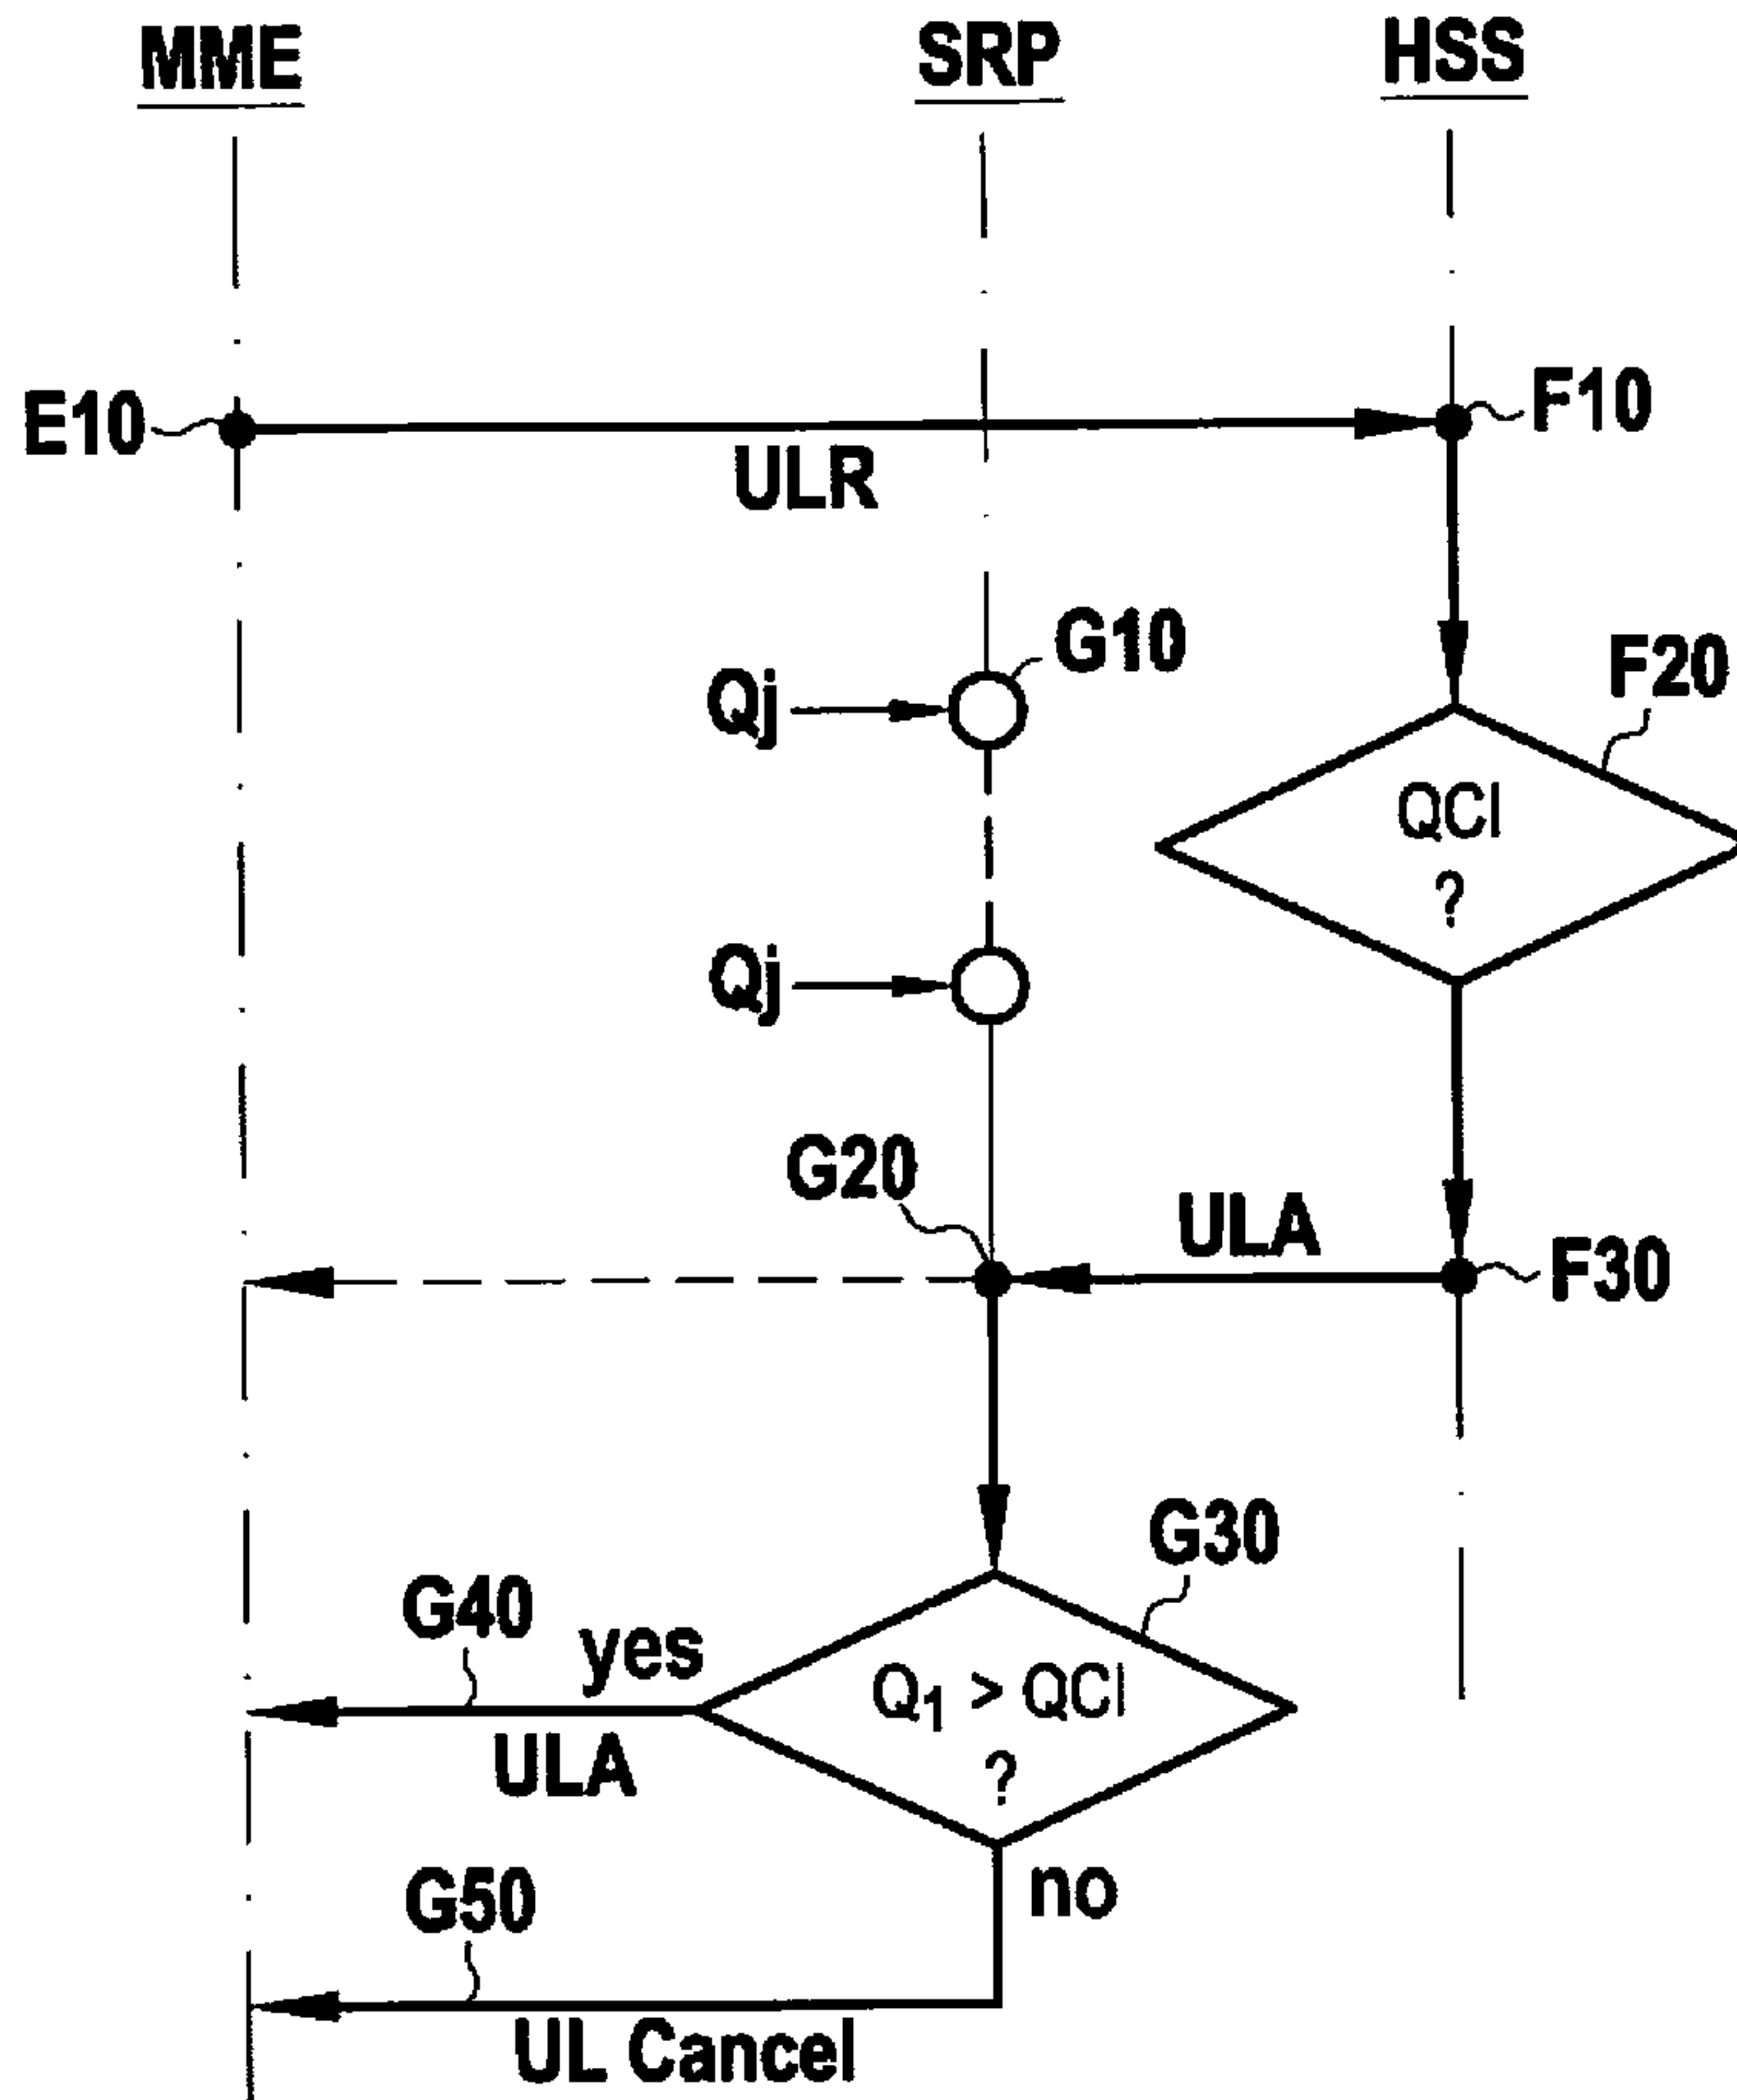 MME SRP HSS
E10 F10
ULR
G10
Qj
F20
QCI
?
Qj
G20
ULA
F30
G30
G40
yes
Q1 > QCI
?
ULA
G50
no
UL Cancel